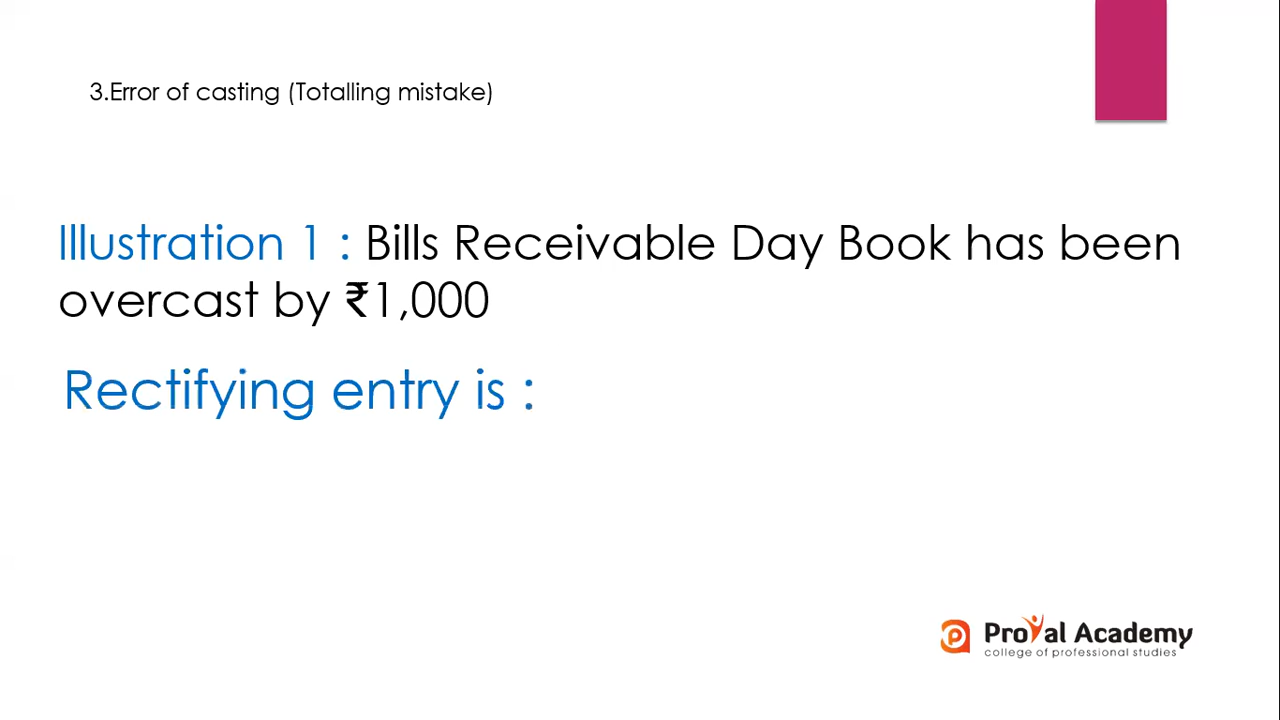 3.Error of casting (Totalling mistake)
Illustration 1 : Bills Receivable Day Book has been
overcast by ₹1,000
Rectifying entry is :
ProVal Academy
college of professional studies